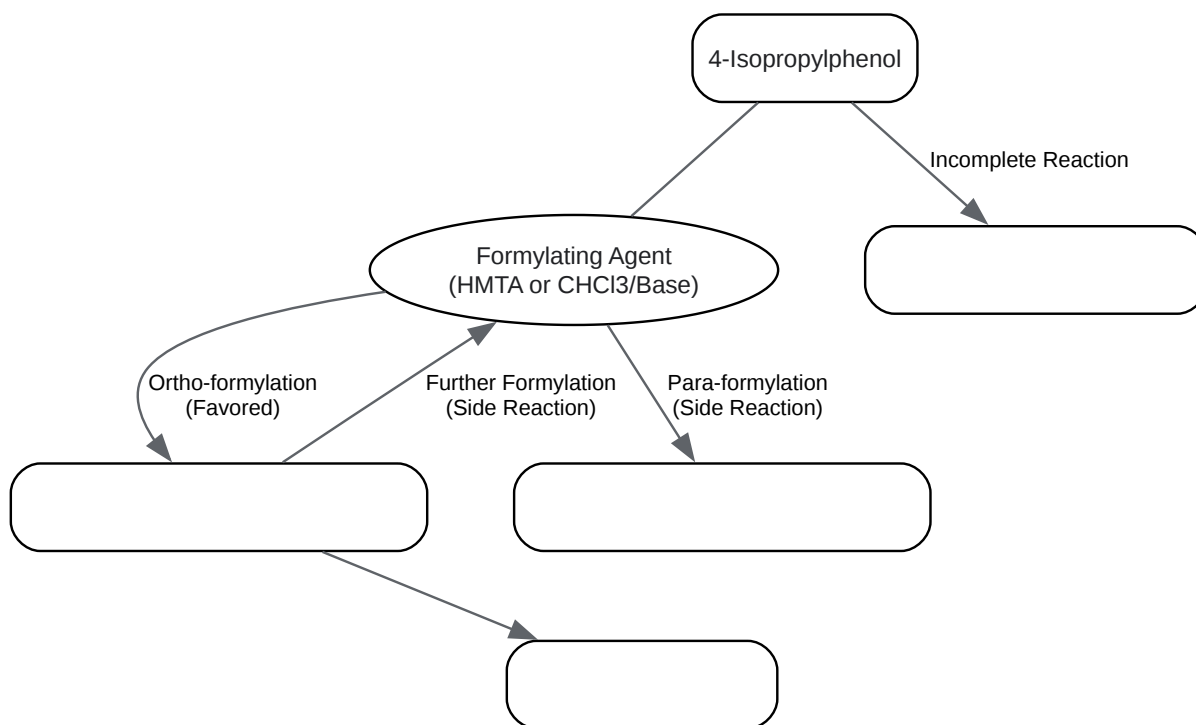 4-Isopropylphenol
Incomplete Reaction
Formylating Agent
(HMTA or CHCl3/Base)
Ortho-formylation
(Favored)
Further Formylation
(Side Reaction)
Para-formylation
(Side Reaction)